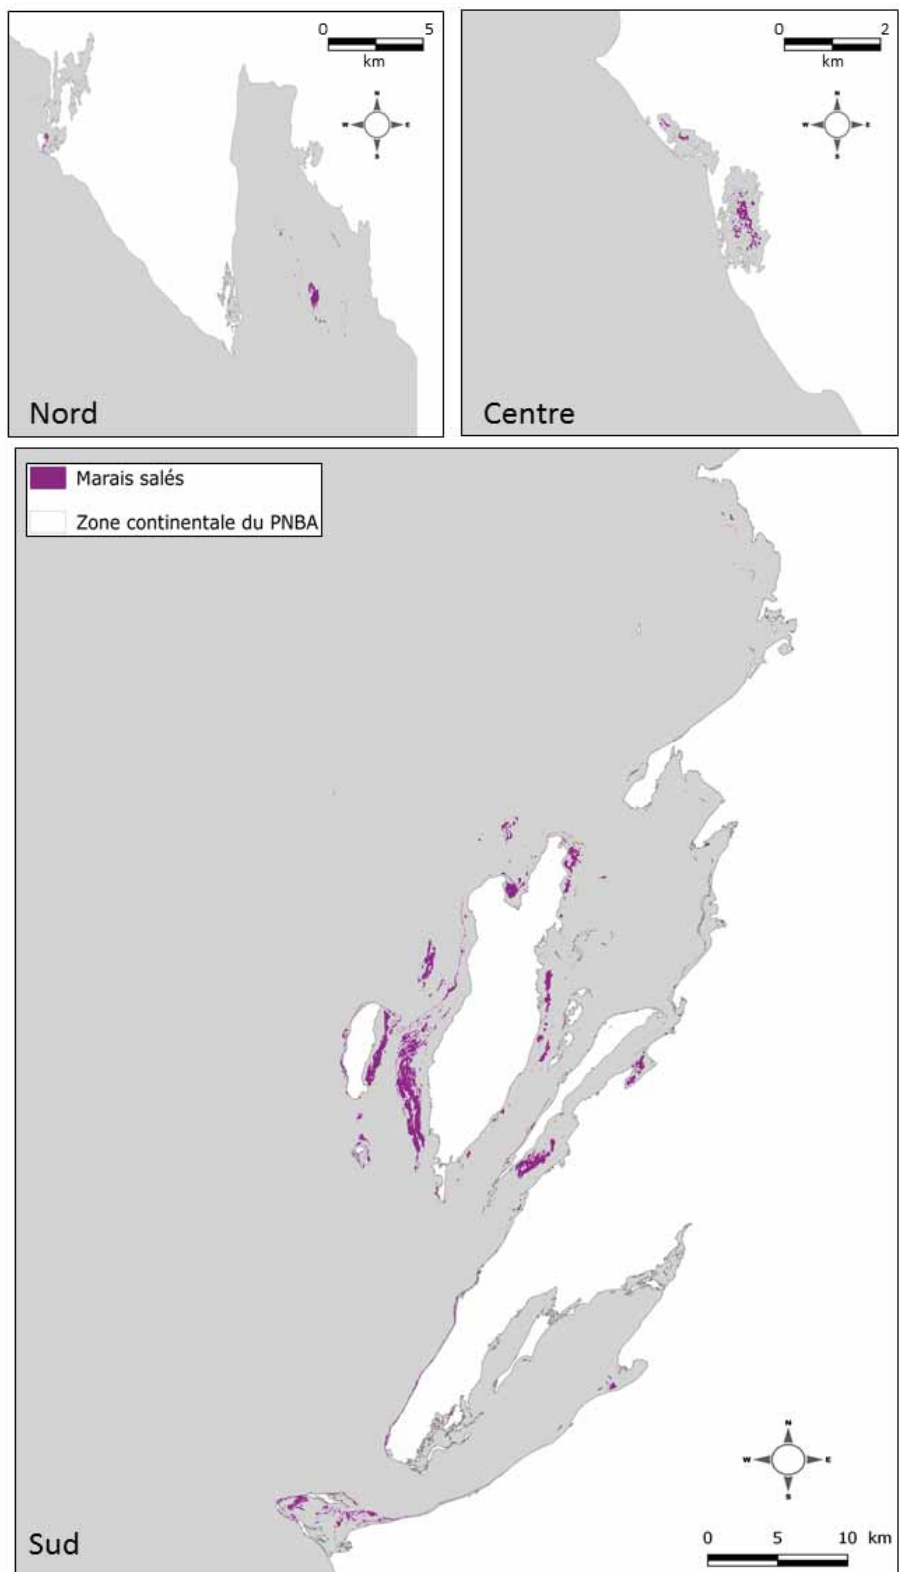 0 5
km
N
W E
S
Nord
0 2
km
N
W E
S
Centre
Marais salés
Zone continentale du PNBA
N
W E
S
0 5 10 km
Sud